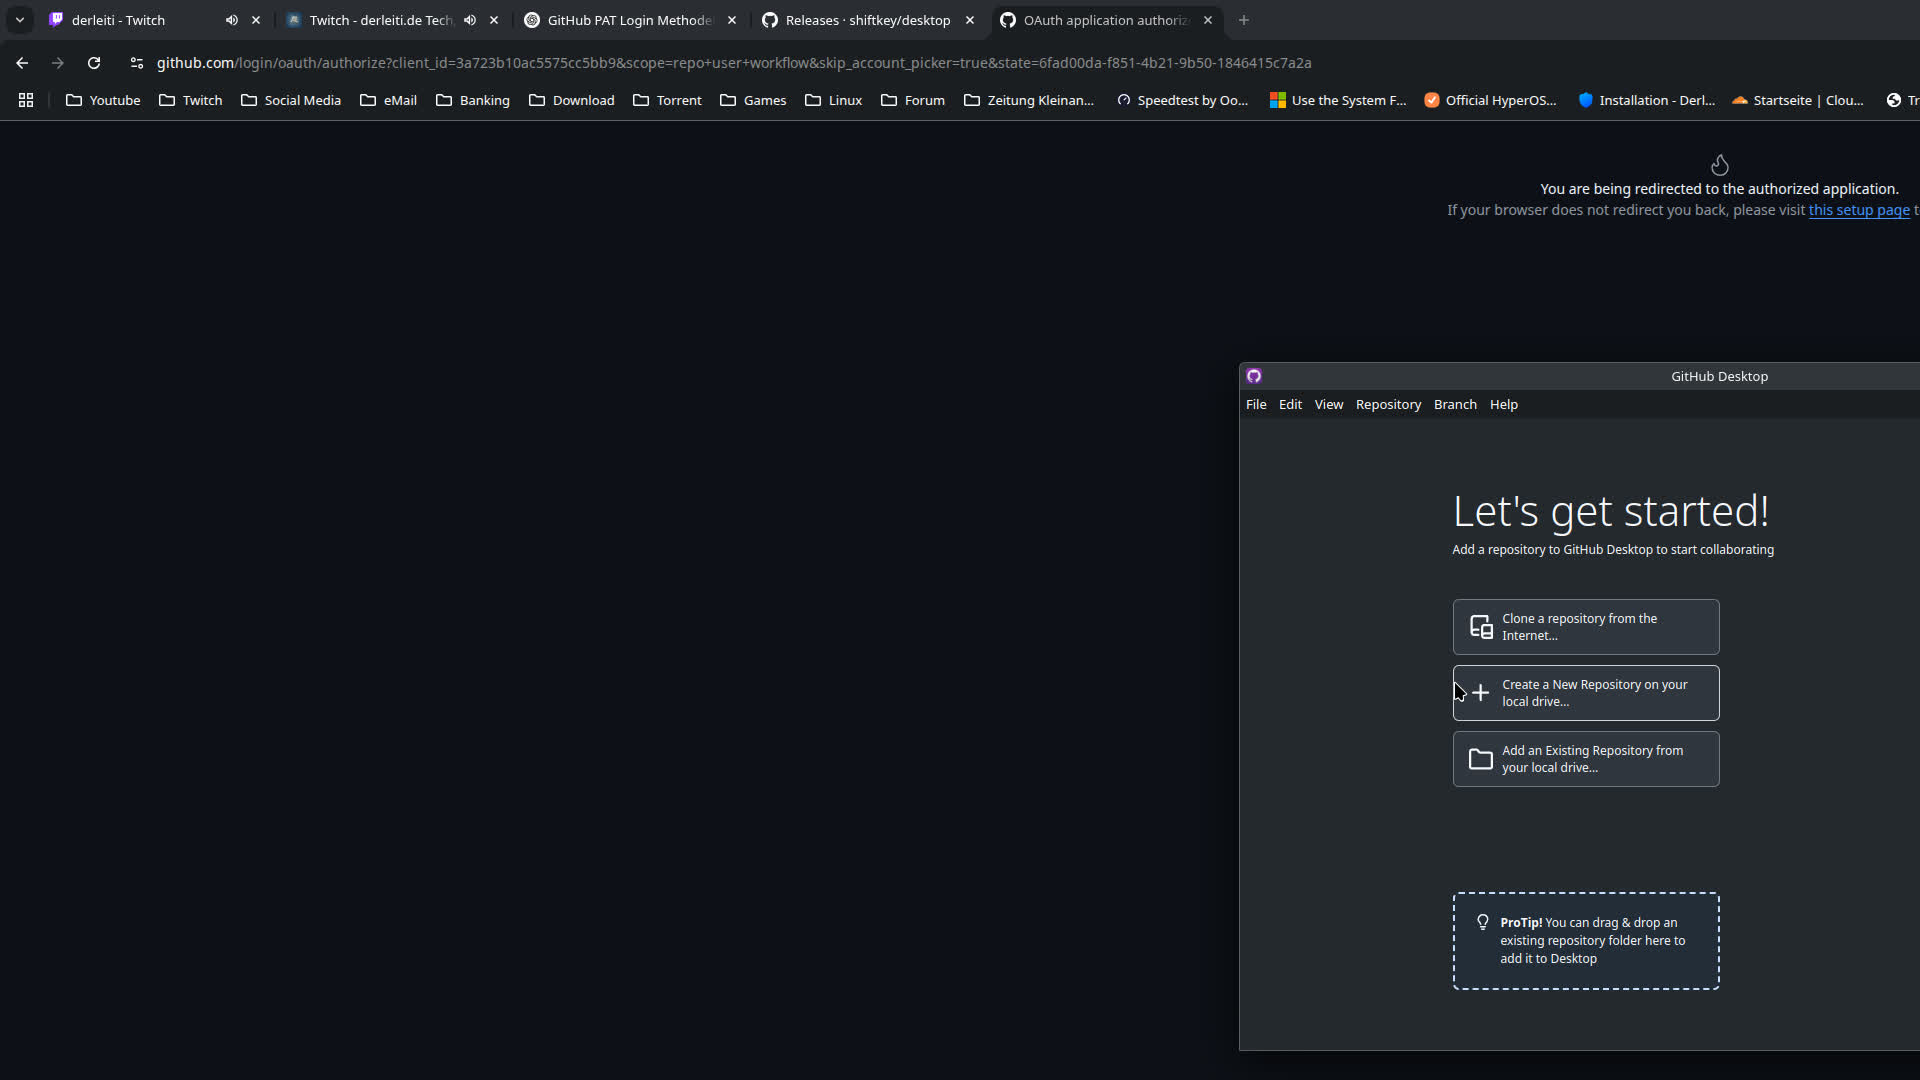 derleiti - Twitch
Twitch - derleiti.de Tech
GitHub PAT Login Methode
Releases · shiftkey/desktop
OAuth application authoriz
github.com/login/oauth/authorize?client_id=3a723b10ac5575cc5bb9&scope=repo+user+workflow&skip_account_picker=true&state=6fad00da-f851-4b21-9b50-1846415c7a2a
Youtube
Twitch
Social Media
eMail
Banking
Download
Torrent
Games
Linux
Forum
Zeitung Kleinan...
Speedtest by Oo...
Use the System F...
Official HyperOS...
Installation - Derl...
Startseite | Clou...
Tr
You are being redirected to the authorized application.
If your browser does not redirect you back, please visit this setup page t
GitHub Desktop
File Edit View Repository Branch Help
Let's get started!
Add a repository to GitHub Desktop to start collaborating
Clone a repository from the
Internet...
Create a New Repository on your
local drive...
Add an Existing Repository from
your local drive...
ProTip! You can drag & drop an
existing repository folder here to
add it to Desktop